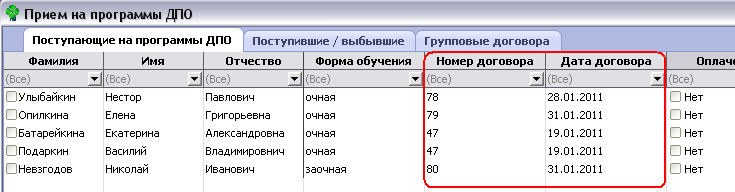 Прием на программы ДПО
Поступающие на программы ДПО Поступившие / выбывшие Групповые договора
Фамилия Имя Отчество Форма обучения Номер договора Дата договора Оплаче
(Все) (Все) (Все) (Все) (Все) (Все) (Все)
Улыбайкин Нестор Павлович очная 78 28.01.2011 Нет
Опилкина Елена Григорьевна очная 79 31.01.2011 Нет
Батарейкина Екатерина Александровна очная 47 19.01.2011 Нет
Подаркин Василий Владимирович очная 47 19.01.2011 Нет
Невзгодов Николай Иванович заочная 80 31.01.2011 Нет